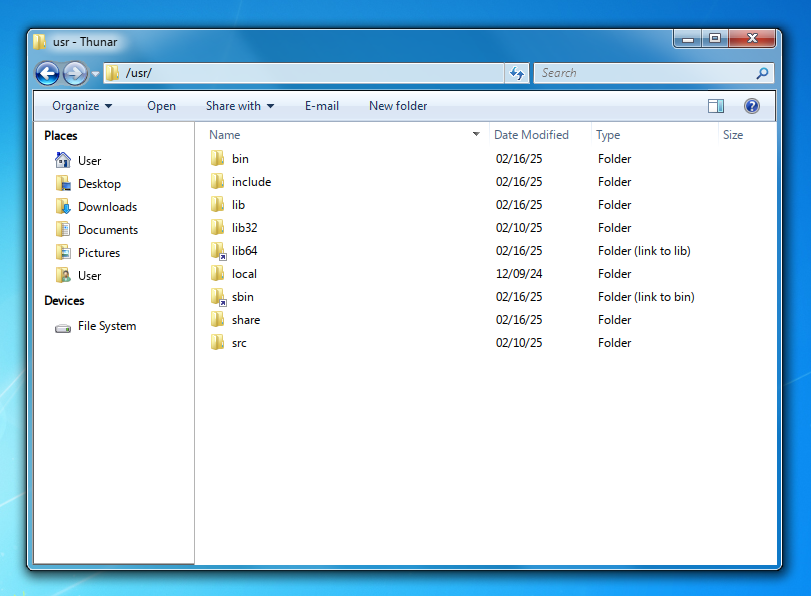 usr - Thunar
/usr/ Search
Organize Open Share with E-mail New folder
Places
User
Desktop
Downloads
Documents
Pictures
User
Devices
File System
Name Date Modified Type Size
bin 02/16/25 Folder
include 02/16/25 Folder
lib 02/16/25 Folder
lib32 02/10/25 Folder
lib64 02/16/25 Folder (link to lib)
local 12/09/24 Folder
sbin 02/16/25 Folder (link to bin)
share 02/16/25 Folder
src 02/10/25 Folder